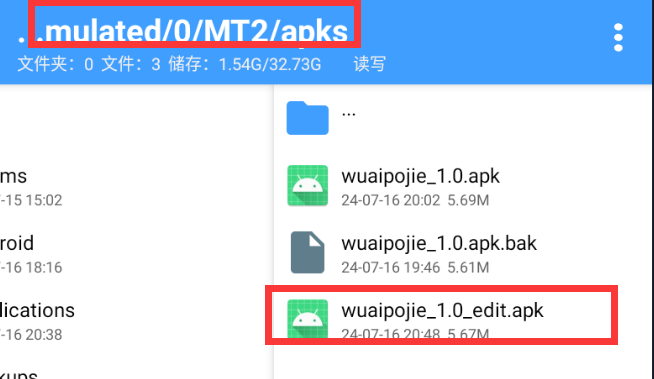 . .mulated/0/MT2/apks
文件夹：0 文件：3 储存：1.54G/32.73G 读写
...
ms
-15 15:02
roid
-16 18:16
lications
-16 20:38
kups
wuaipojie_1.0.apk
24-07-16 20:02 5.69M
wuaipojie_1.0.apk.bak
24-07-16 19:46 5.61M
wuaipojie_1.0_edit.apk
24-07-16 20:48 5.67M